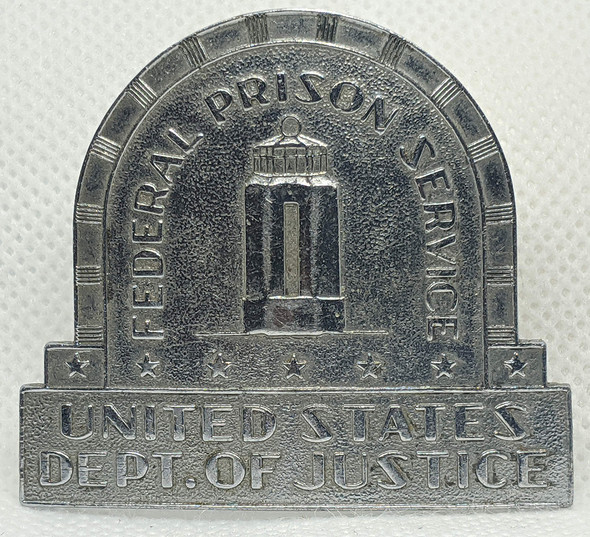 FEDERAL PRISON SERVICE
UNITED STATES
DEPT. OF JUSTICE